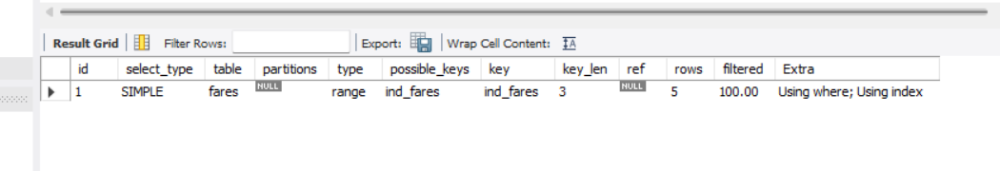 Result Grid Filter Rows: Export: Wrap Cell Content: IA
id select_type table partitions type possible_keys key key_len ref rows filtered Extra
1 SIMPLE fares NULL range ind_fares ind_fares 3 NULL 5 100.00 Using where; Using index